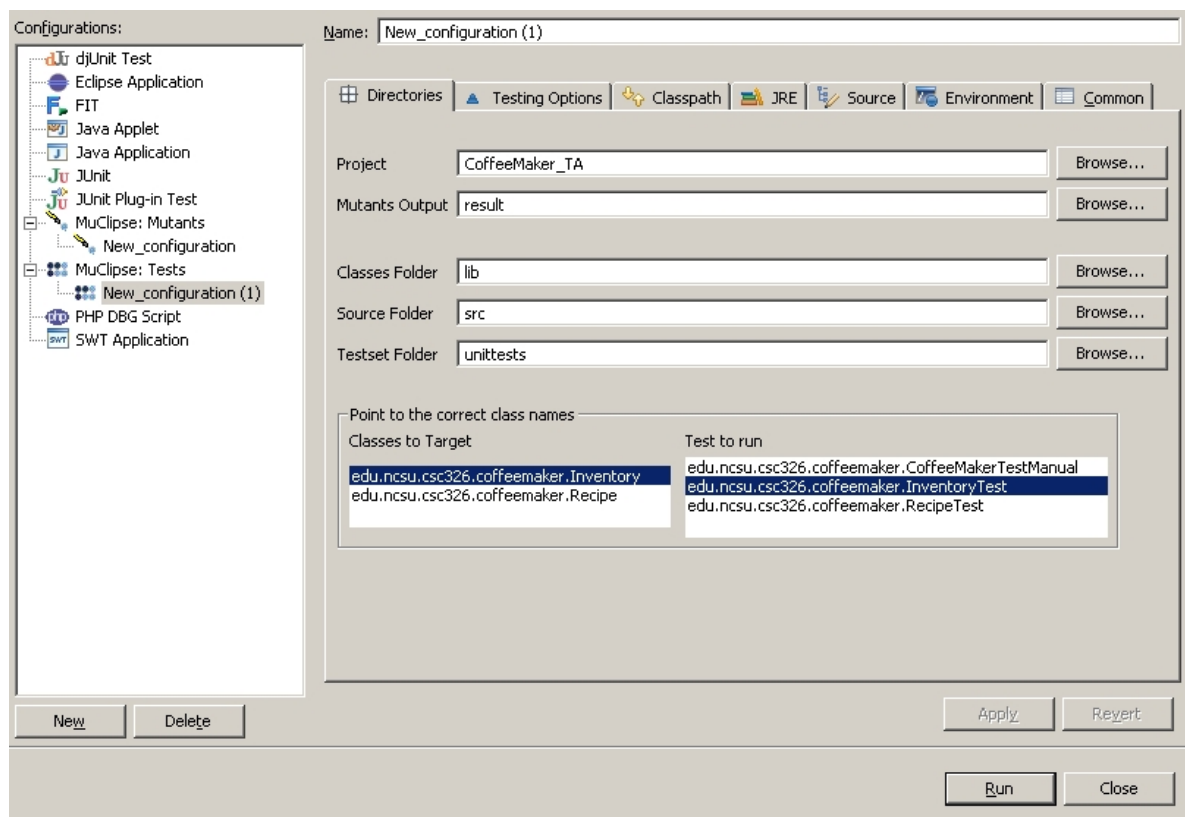 Configurations:
djUnit Test
Eclipse Application
FIT
Java Applet
Java Application
JUnit
JUnit Plug-in Test
MuClipse: Mutants
New_configuration
MuClipse: Tests
New_configuration (1)
PHP DBG Script
SWT Application
New
Delete
Name: New_configuration (1)
Directories Testing Options Classpath JRE Source Environment Common
Project CoffeeMaker_TA Browse...
Mutants Output result Browse...
Classes Folder lib Browse...
Source Folder src Browse...
Testset Folder unittests Browse...
Point to the correct class names
Classes to Target
edu.ncsu.csc326.coffeemaker.Inventory
edu.ncsu.csc326.coffeemaker.Recipe
Test to run
edu.ncsu.csc326.coffeemaker.CoffeeMakerTestManual
edu.ncsu.csc326.coffeemaker.InventoryTest
edu.ncsu.csc326.coffeemaker.RecipeTest
Apply Revert
Run Close